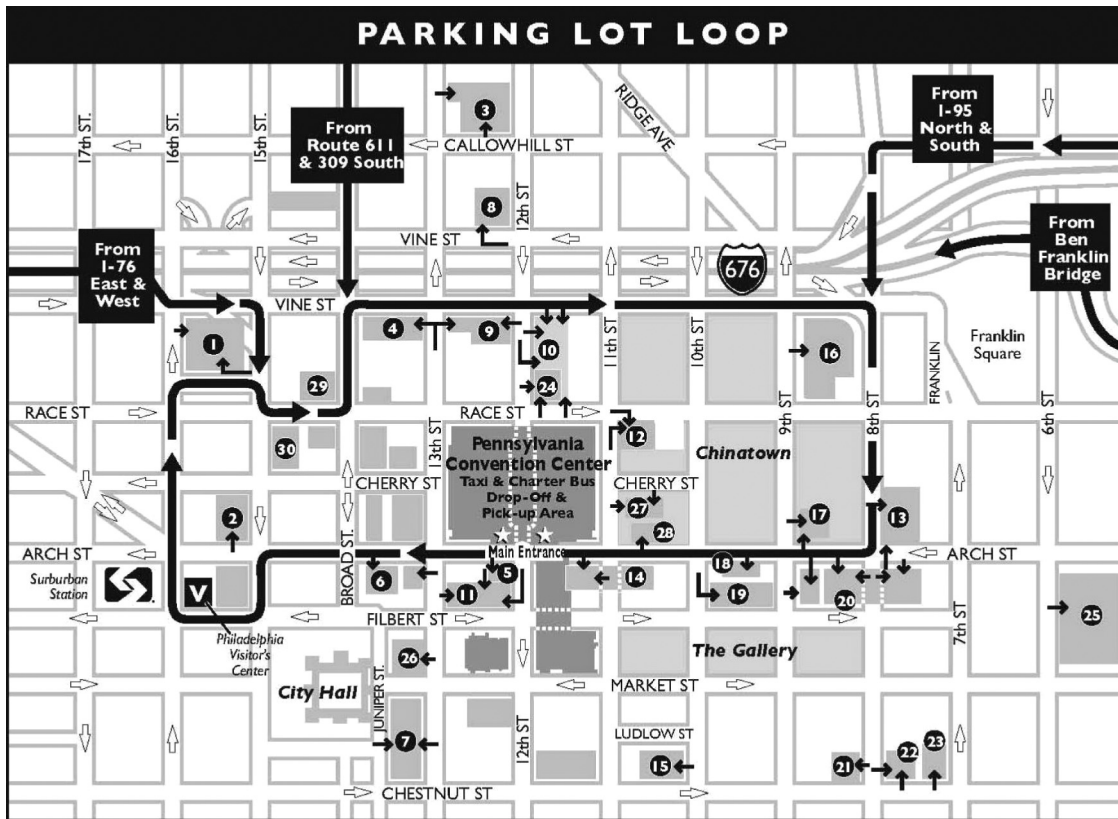 PARKING LOT LOOP
17th ST.
16th ST.
15th ST.
From
Route 611
& 309 South
3
CALLOWHILL ST
RIDGE AVE
From
I-95
North &
South
8
12th ST
VINE ST
From
I-76
East &
West
676
From
Ben
Franklin
Bridge
VINE ST
1
4
9
10
11th ST
10th ST
16
Franklin
Square
29
24
9th ST
8th ST
FRANKLIN
6th ST
RACE ST
RACE ST
30
13th ST
12
Pennsylvania
Convention Center
Taxi & Charter Bus
Drop-Off &
Pick-up Area
Chinatown
CHERRY ST
CHERRY ST
2
27
28
17
13
ARCH ST
Main Entrance
ARCH ST
Surburban
Station
V
BROAD ST
6
5
11
14
18
19
20
25
FILBERT ST
7th ST
Philadelphia
Visitor's
Center
26
The Gallery
City Hall
JUNIPER ST.
MARKET ST
7
12th ST
LUDLOW ST
15
21
22
23
CHESTNUT ST